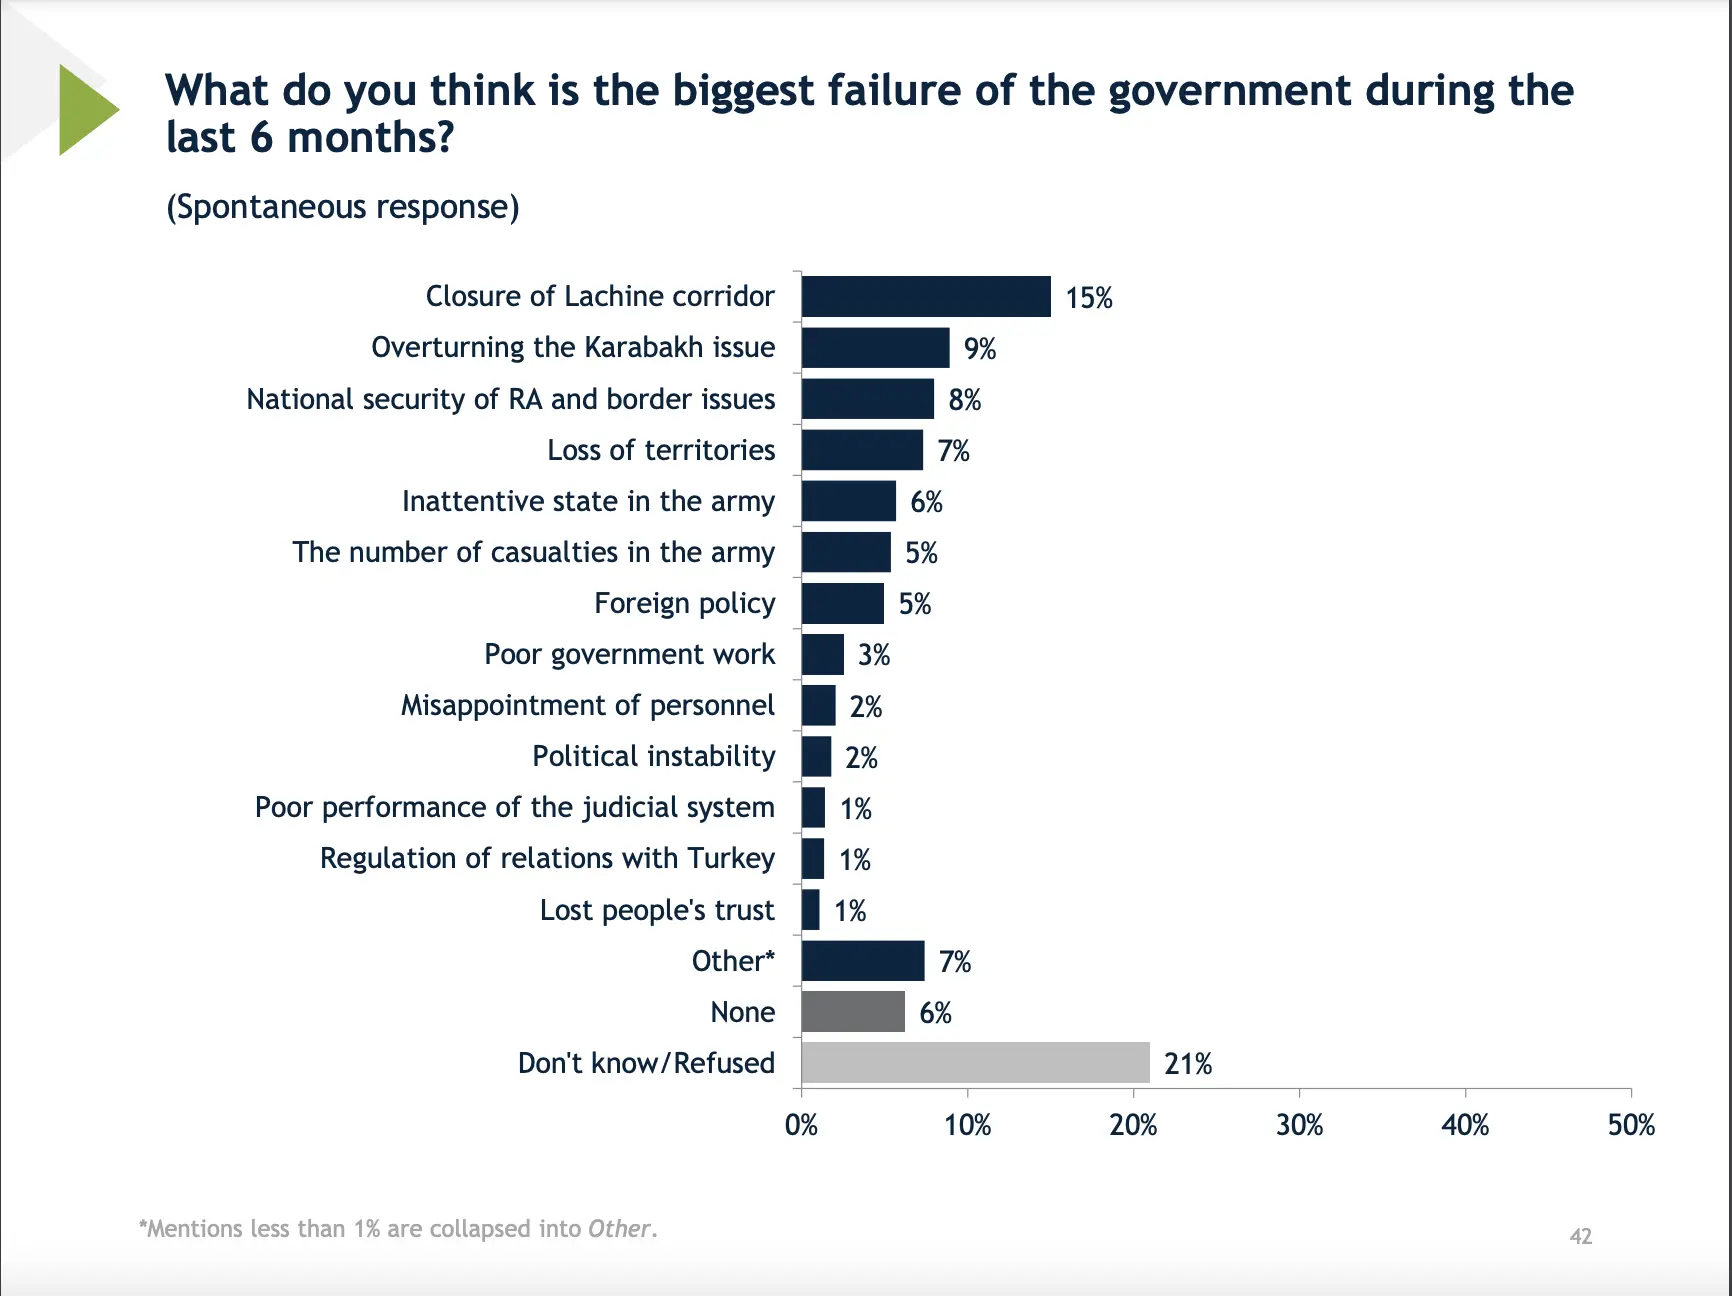 What do you think is the biggest failure of the government during the
last 6 months?
(Spontaneous response)
Closure of Lachine corridor 15%
Overturning the Karabakh issue 9%
National security of RA and border issues 8%
Loss of territories 7%
Inattentive state in the army 6%
The number of casualties in the army 5%
Foreign policy 5%
Poor government work 3%
Misappointment of personnel 2%
Political instability 2%
Poor performance of the judicial system 1%
Regulation of relations with Turkey 1%
Lost people's trust 1%
Other* 7%
None 6%
Don't know/Refused 21%
0% 10% 20% 30% 40% 50%
*Mentions less than 1% are collapsed into Other.
42